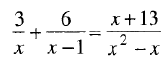 3/x + 6/(x−1) = (x+13)/(x² − x)